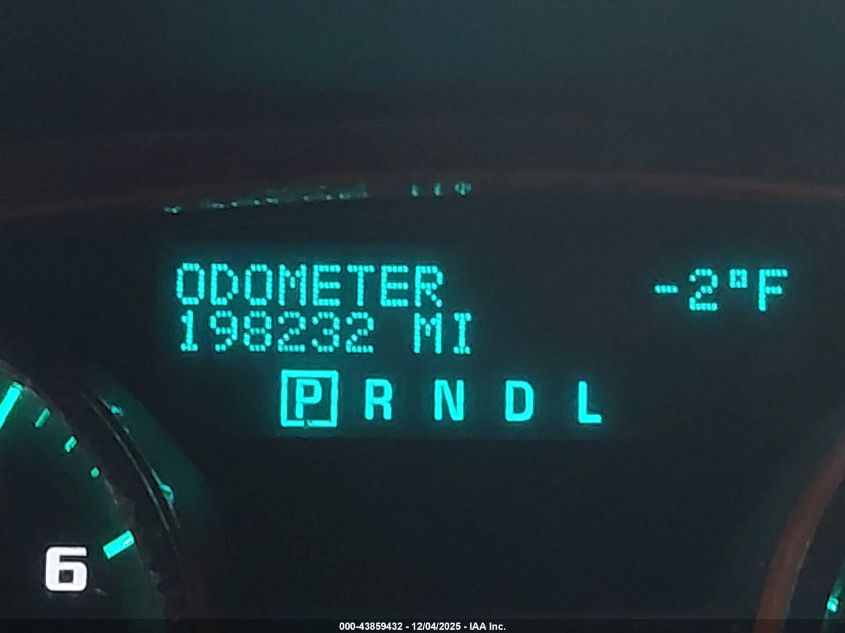 ODOMETER -2°F
198232 MI
P R N D L
6
000-43859432 - 12/04/2025 - IAA Inc.